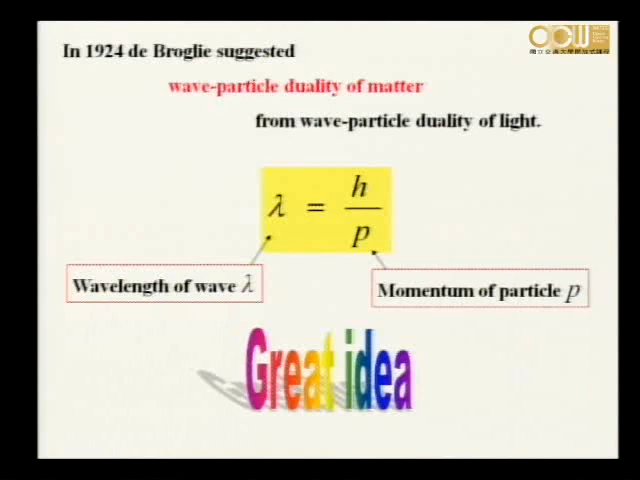 In 1924 de Broglie suggested
wave-particle duality of matter
from wave-particle duality of light.
λ = h/p
Wavelength of wave λ
Momentum of particle p
Great idea